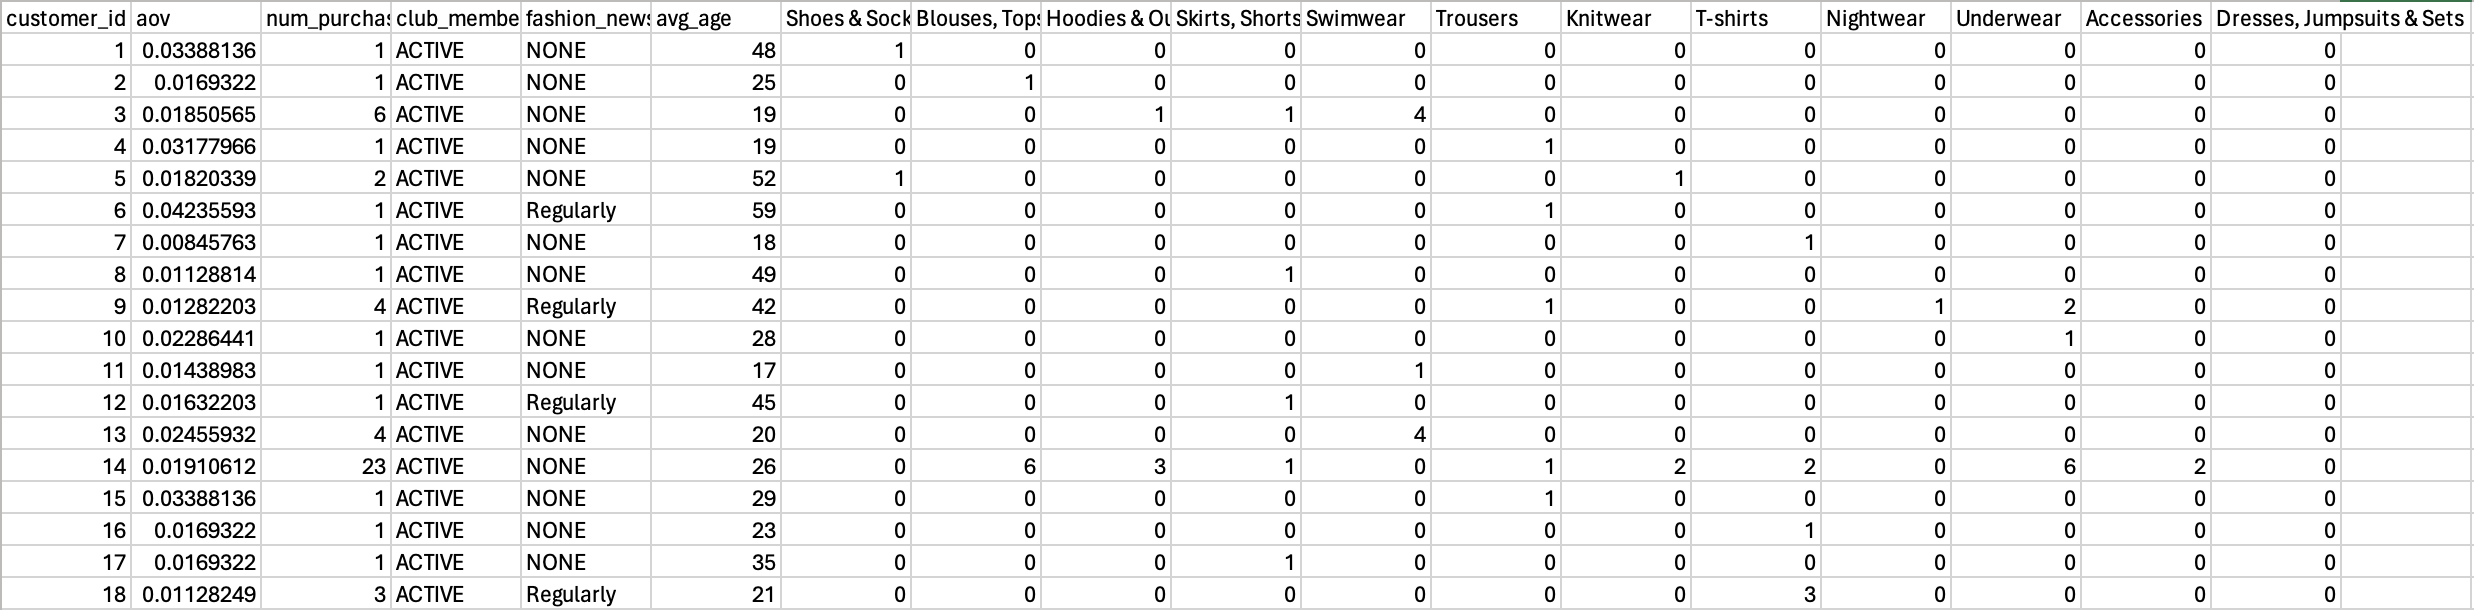 customer_id aov num_purchas club_membe fashion_news avg_age Shoes & Sock Blouses, Tops Hoodies & Ou Skirts, Shorts Swimwear Trousers Knitwear T-shirts Nightwear Underwear Accessories Dresses, Jumpsuits & Sets
1 0.03388136 1 ACTIVE NONE 48 1 0 0 0 0 0 0 0 0 0 0 0
2 0.0169322 1 ACTIVE NONE 25 0 1 0 0 0 0 0 0 0 0 0 0
3 0.01850565 6 ACTIVE NONE 19 0 0 1 1 4 0 0 0 0 0 0 0
4 0.03177966 1 ACTIVE NONE 19 0 0 0 0 0 1 0 0 0 0 0 0
5 0.01820339 2 ACTIVE NONE 52 1 0 0 0 0 0 1 0 0 0 0 0
6 0.04235593 1 ACTIVE Regularly 59 0 0 0 0 0 1 0 0 0 0 0 0
7 0.00845763 1 ACTIVE NONE 18 0 0 0 0 0 0 0 1 0 0 0 0
8 0.01128814 1 ACTIVE NONE 49 0 0 0 1 0 0 0 0 0 0 0 0
9 0.01282203 4 ACTIVE Regularly 42 0 0 0 0 0 1 0 0 1 2 0 0
10 0.02286441 1 ACTIVE NONE 28 0 0 0 0 0 0 0 0 0 1 0 0
11 0.01438983 1 ACTIVE NONE 17 0 0 0 0 1 0 0 0 0 0 0 0
12 0.01632203 1 ACTIVE Regularly 45 0 0 0 1 0 0 0 0 0 0 0 0
13 0.02455932 4 ACTIVE NONE 20 0 0 0 0 4 0 0 0 0 0 0 0
14 0.01910612 23 ACTIVE NONE 26 0 6 3 1 0 1 2 2 0 6 2 0
15 0.03388136 1 ACTIVE NONE 29 0 0 0 0 0 1 0 0 0 0 0 0
16 0.0169322 1 ACTIVE NONE 23 0 0 0 0 0 0 0 1 0 0 0 0
17 0.0169322 1 ACTIVE NONE 35 0 0 0 1 0 0 0 0 0 0 0 0
18 0.01128249 3 ACTIVE Regularly 21 0 0 0 0 0 0 0 3 0 0 0 0